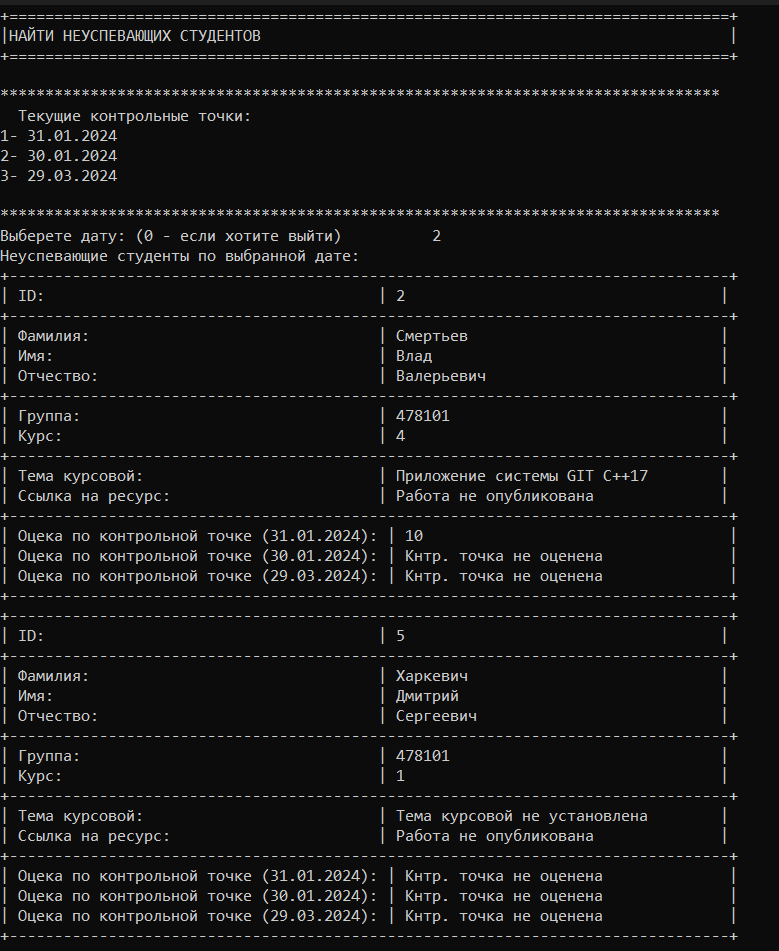 +================================================================================+
|НАЙТИ НЕУСПЕВАЮЩИХ СТУДЕНТОВ |
+================================================================================+
********************************************************************************
Текущие контрольные точки:
1- 31.01.2024
2- 30.01.2024
3- 29.03.2024
********************************************************************************
Выберете дату: (0 - если хотите выйти) 2
Неуспевающие студенты по выбранной дате:
+--------------------------------------------------------------------------------+
| ID: | 2 |
+--------------------------------------------------------------------------------+
| Фамилия: | Смертьев |
| Имя: | Влад |
| Отчество: | Валерьевич |
+--------------------------------------------------------------------------------+
| Группа: | 478101 |
| Курс: | 4 |
+--------------------------------------------------------------------------------+
| Тема курсовой: | Приложение системы GIT C++17 |
| Ссылка на ресурс: | Работа не опубликована |
+--------------------------------------------------------------------------------+
| Оцека по контрольной точке (31.01.2024): | 10 |
| Оцека по контрольной точке (30.01.2024): | Кнтр. точка не оценена |
| Оцека по контрольной точке (29.03.2024): | Кнтр. точка не оценена |
+--------------------------------------------------------------------------------+
+--------------------------------------------------------------------------------+
| ID: | 5 |
+--------------------------------------------------------------------------------+
| Фамилия: | Харкевич |
| Имя: | Дмитрий |
| Отчество: | Сергеевич |
+--------------------------------------------------------------------------------+
| Группа: | 478101 |
| Курс: | 1 |
+--------------------------------------------------------------------------------+
| Тема курсовой: | Тема курсовой не установлена |
| Ссылка на ресурс: | Работа не опубликована |
+--------------------------------------------------------------------------------+
| Оцека по контрольной точке (31.01.2024): | Кнтр. точка не оценена |
| Оцека по контрольной точке (30.01.2024): | Кнтр. точка не оценена |
| Оцека по контрольной точке (29.03.2024): | Кнтр. точка не оценена |
+--------------------------------------------------------------------------------+